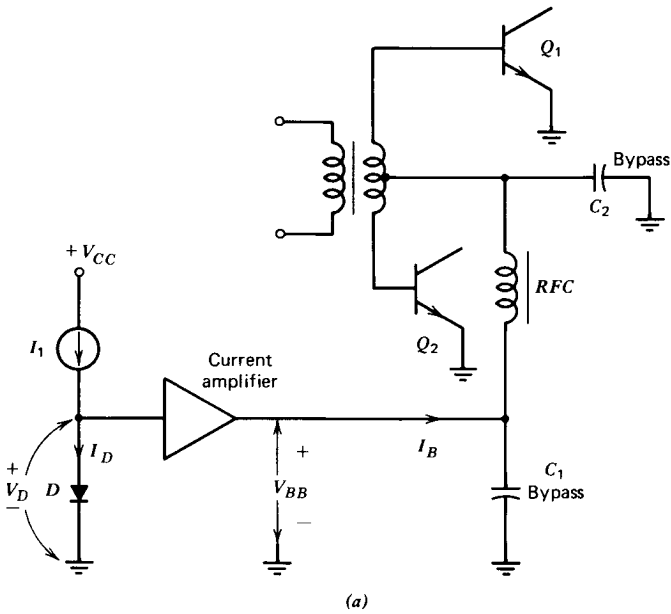 Q1
Bypass
C2
+ VCC
RFC
I1
Q2
Current
amplifier
ID
IB
+
VD
−
D
+
VBB
−
C1
Bypass
(a)